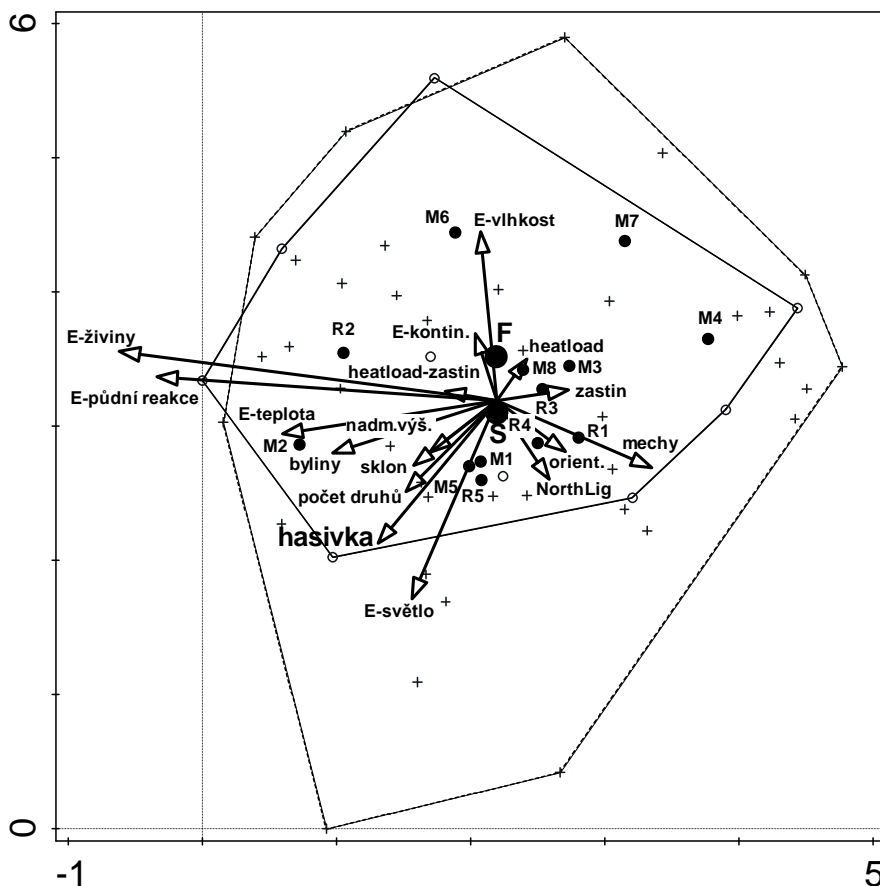 6
M6
E-vlhkost
M7
E-živiny
R2
E-kontin.
F
heatload
M4
heatload-zastin
M8
M3
E-půdní reakce
zastin
E-teplota
nadm.výš.
R3
R4
R1
M2
S
mechy
byliny
sklon
M1
orient.
M5
počet druhů
R5
NorthLig
hasivka
E-světlo
0
-1
5